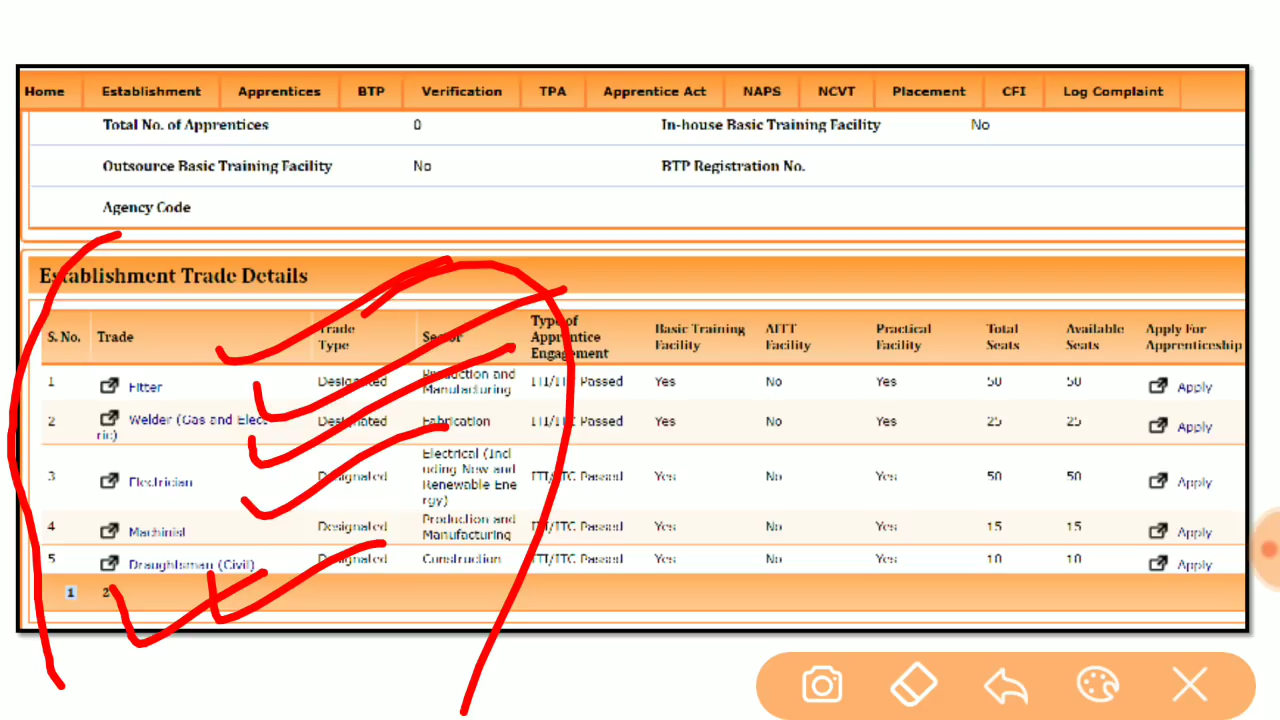 Home Establishment Apprentices BTP Verification TPA Apprentice Act NAPS NCVT Placement CFI Log Complaint
Total No. of Apprentices 0 In-house Basic Training Facility No
Outsource Basic Training Facility No BTP Registration No.
Agency Code
Establishment Trade Details
S. No. Trade Trade Type Sector Type of Apprentice Engagement Basic Training Facility AITT Facility Practical Facility Total Seats Available Seats Apply For Apprenticeship
1 Fitter Designated Production and Manufacturing ITI/ITC Passed Yes No Yes 50 50 Apply
2 Welder (Gas and Elect ric) Designated Fabrication ITI/ITC Passed Yes No Yes 25 25 Apply
3 Electrician Designated Electrical (Incl uding New and Renewable Ene rgy) ITI/ITC Passed Yes No Yes 50 50 Apply
4 Machinist Designated Production and Manufacturing ITI/ITC Passed Yes No Yes 15 15 Apply
5 Draughtsman (Civil) Designated Construction ITI/ITC Passed Yes No Yes 10 10 Apply
1 2